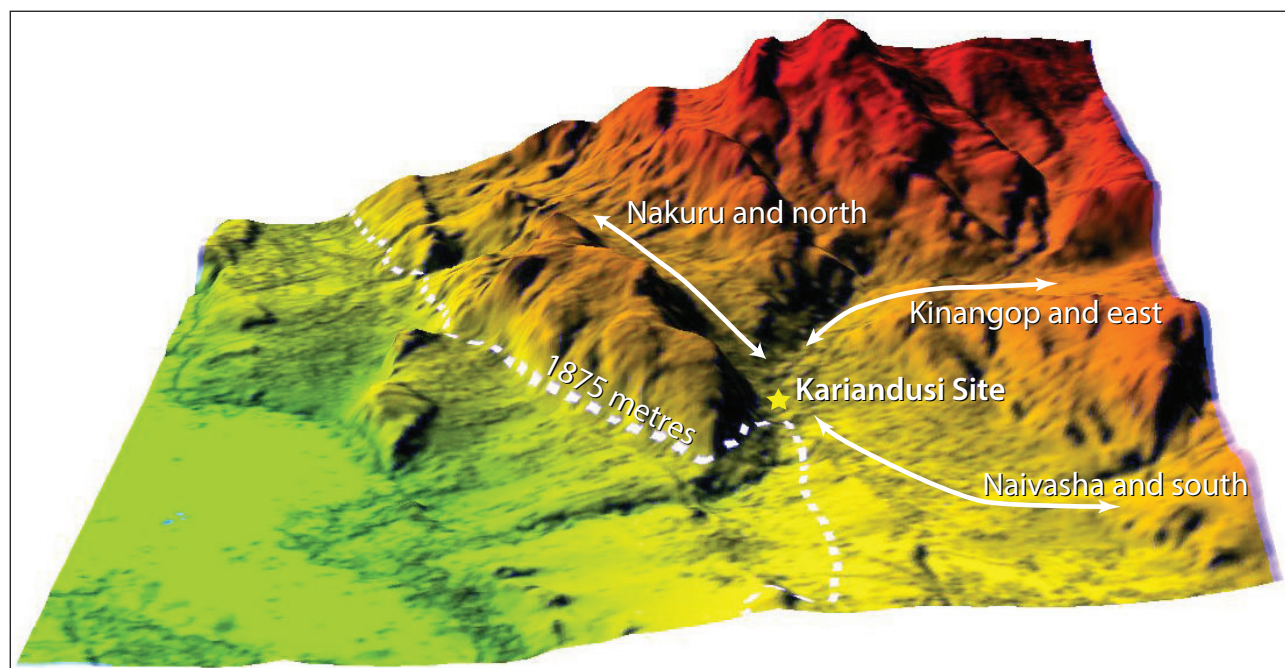 Nakuru and north
Kinangop and east
1875 metres
Kariandusi Site
Naivasha and south